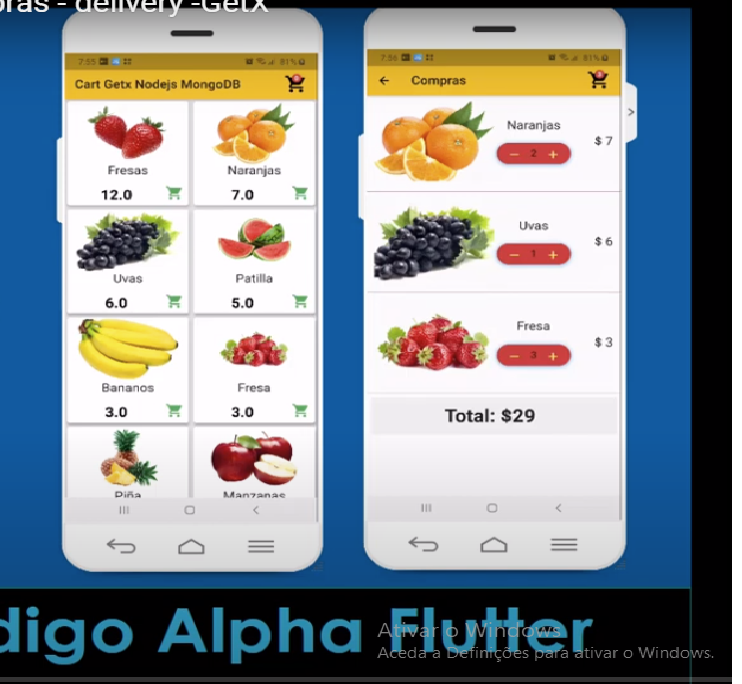 oras - delivery -GetX
7:55
81%
Cart Getx Nodejs MongoDB
Fresas
12.0
Naranjas
7.0
Uvas
6.0
Patilla
5.0
Bananos
3.0
Fresa
3.0
Piña
Manzanas
7:56
81%
Compras
Naranjas
− 2 +
$ 7
Uvas
− 1 +
$ 6
Fresa
− 3 +
$ 3
Total: $29
digo Alpha Flutter
Ativar o Windows
Aceda a Definições para ativar o Windows.